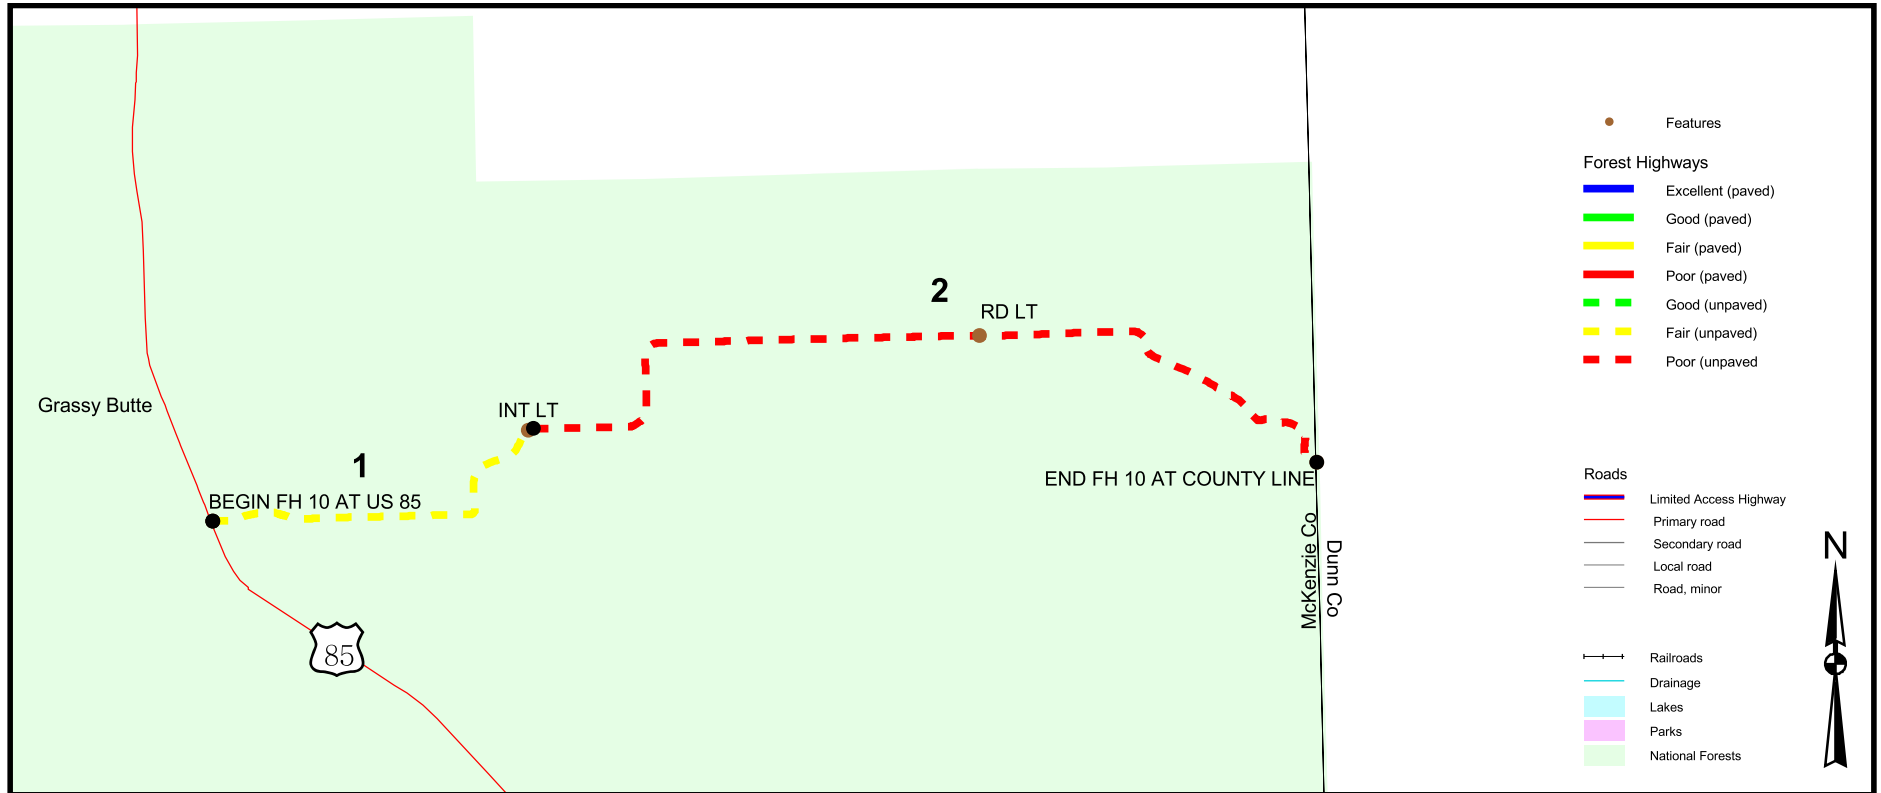 Features
Forest Highways
Excellent (paved)
Good (paved)
Fair (paved)
Poor (paved)
Good (unpaved)
Fair (unpaved)
Poor (unpaved
2
RD LT
Grassy Butte
INT LT
1
BEGIN FH 10 AT US 85
END FH 10 AT COUNTY LINE
McKenzie Co
Dunn Co
85
Roads
Limited Access Highway
Primary road
Secondary road
Local road
Road, minor
N
Railroads
Drainage
Lakes
Parks
National Forests